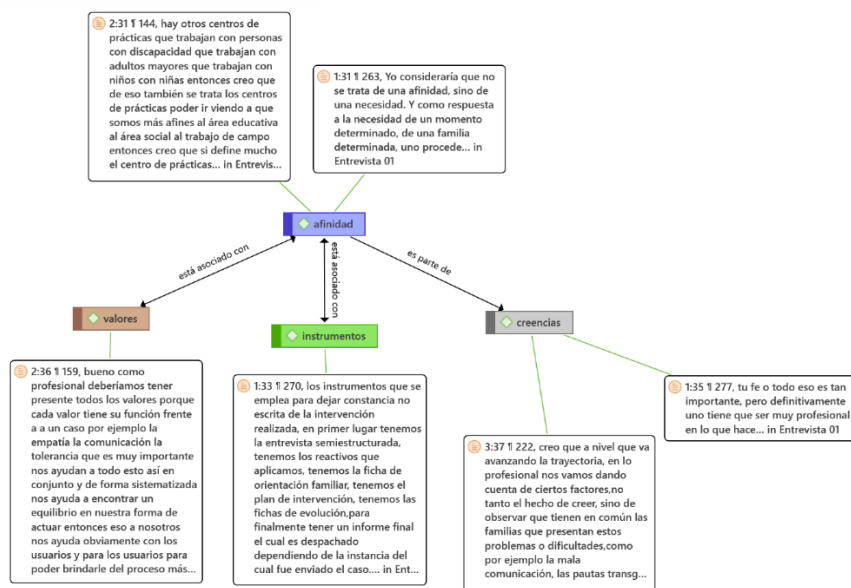 2:31 ¶ 144, hay otros centros de
prácticas que trabajan con personas
con discapacidad que trabajan con
adultos mayores que trabajan con
niños con niñas entonces creo que
de eso también se trata los centros
de prácticas poder ir viendo a que
somos más afines al área educativa
al área social al trabajo de campo
entonces creo que si define mucho
el centro de prácticas... in Entrevis...
1:31 ¶ 263, Yo consideraría que no
se trata de una afinidad, sino de
una necesidad. Y como respuesta
a la necesidad de un momento
determinado, de una familia
determinada, uno procede... in
Entrevista 01
afinidad
está asociado con
está asociado con
es parte de
valores
instrumentos
creencias
2:36 ¶ 159, bueno como
profesional deberíamos tener
presente todos los valores porque
cada valor tiene su función frente
a a un caso por ejemplo la
empatía la comunicación la
tolerancia que es muy importante
nos ayudan a todo esto así en
conjunto y de forma sistematizada
nos ayuda a encontrar un
equilibrio en nuestra forma de
actuar entonces eso a nosotros
nos ayuda obviamente con los
usuarios y para los usuarios para
poder brindarle del proceso más...
1:33 ¶ 270, los instrumentos que se
emplea para dejar constancia no
escrita de la intervención
realizada, en primer lugar tenemos
la entrevista semiestructurada,
tenemos los reactivos que
aplicamos, tenemos la ficha de
orientación familiar, tenemos el
plan de intervención, tenemos las
fichas de evolución,para
finalmente tener un informe final
el cual es despachado
dependiendo de la instancia del
cual fue enviado el caso.... in Ent...
3:37 ¶ 222, creo que a nivel que va
avanzando la trayectoria, en lo
profesional nos vamos dando
cuenta de ciertos factores,no
tanto el hecho de creer, sino de
observar que tienen en común las
familias que presentan estos
problemas o dificultades,como
por ejemplo la mala
comunicación, las pautas transg...
1:35 ¶ 277, tu fe o todo eso es tan
importante, pero definitivamente
uno tiene que ser muy profesional
en lo que hace... in Entrevista 01